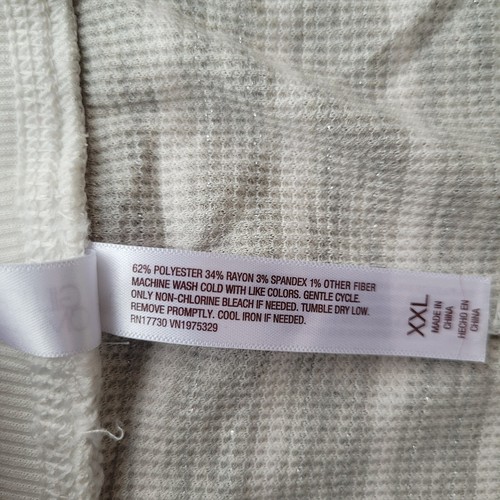 62% POLYESTER 34% RAYON 3% SPANDEX 1% OTHER FIBER
MACHINE WASH COLD WITH LIKE COLORS. GENTLE CYCLE.
ONLY NON-CHLORINE BLEACH IF NEEDED. TUMBLE DRY LOW.
REMOVE PROMPTLY. COOL IRON IF NEEDED.
RN17730 VN1975329
XXL
MADE IN
CHINA
HECHO EN
CHINA